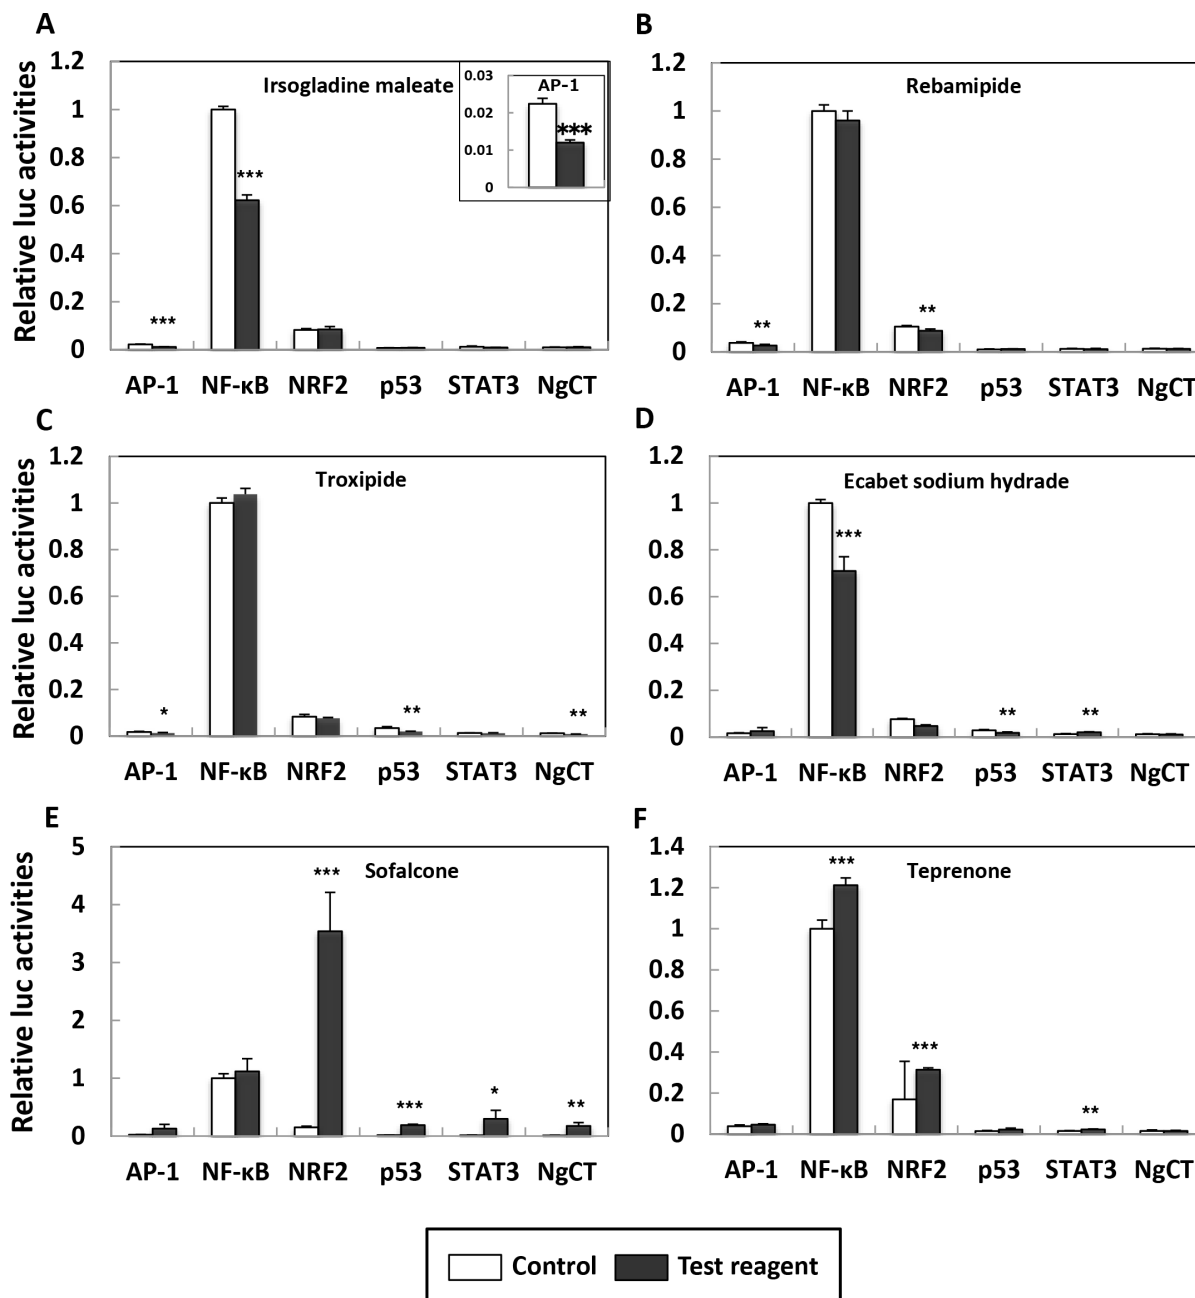 A
Relative luc activities
1.2
1
0.8
0.6
0.4
0.2
0
Irsogladine maleate
***
***
0.03
0.02
0.01
0
AP-1
***
AP-1 NF-κB NRF2 p53 STAT3 NgCT
B
1.2
1
0.8
0.6
0.4
0.2
0
Rebamipide
**
**
AP-1 NF-κB NRF2 p53 STAT3 NgCT
C
Relative luc activities
1.2
1
0.8
0.6
0.4
0.2
0
Troxipide
*
**
**
AP-1 NF-κB NRF2 p53 STAT3 NgCT
D
1.2
1
0.8
0.6
0.4
0.2
0
Ecabet sodium hydrade
***
**
**
AP-1 NF-κB NRF2 p53 STAT3 NgCT
E
Relative luc activities
5
4
3
2
1
0
Sofalcone
***
***
*
**
AP-1 NF-κB NRF2 p53 STAT3 NgCT
F
1.4
1.2
1
0.8
0.6
0.4
0.2
0
Teprenone
***
***
**
AP-1 NF-κB NRF2 p53 STAT3 NgCT
Control Test reagent